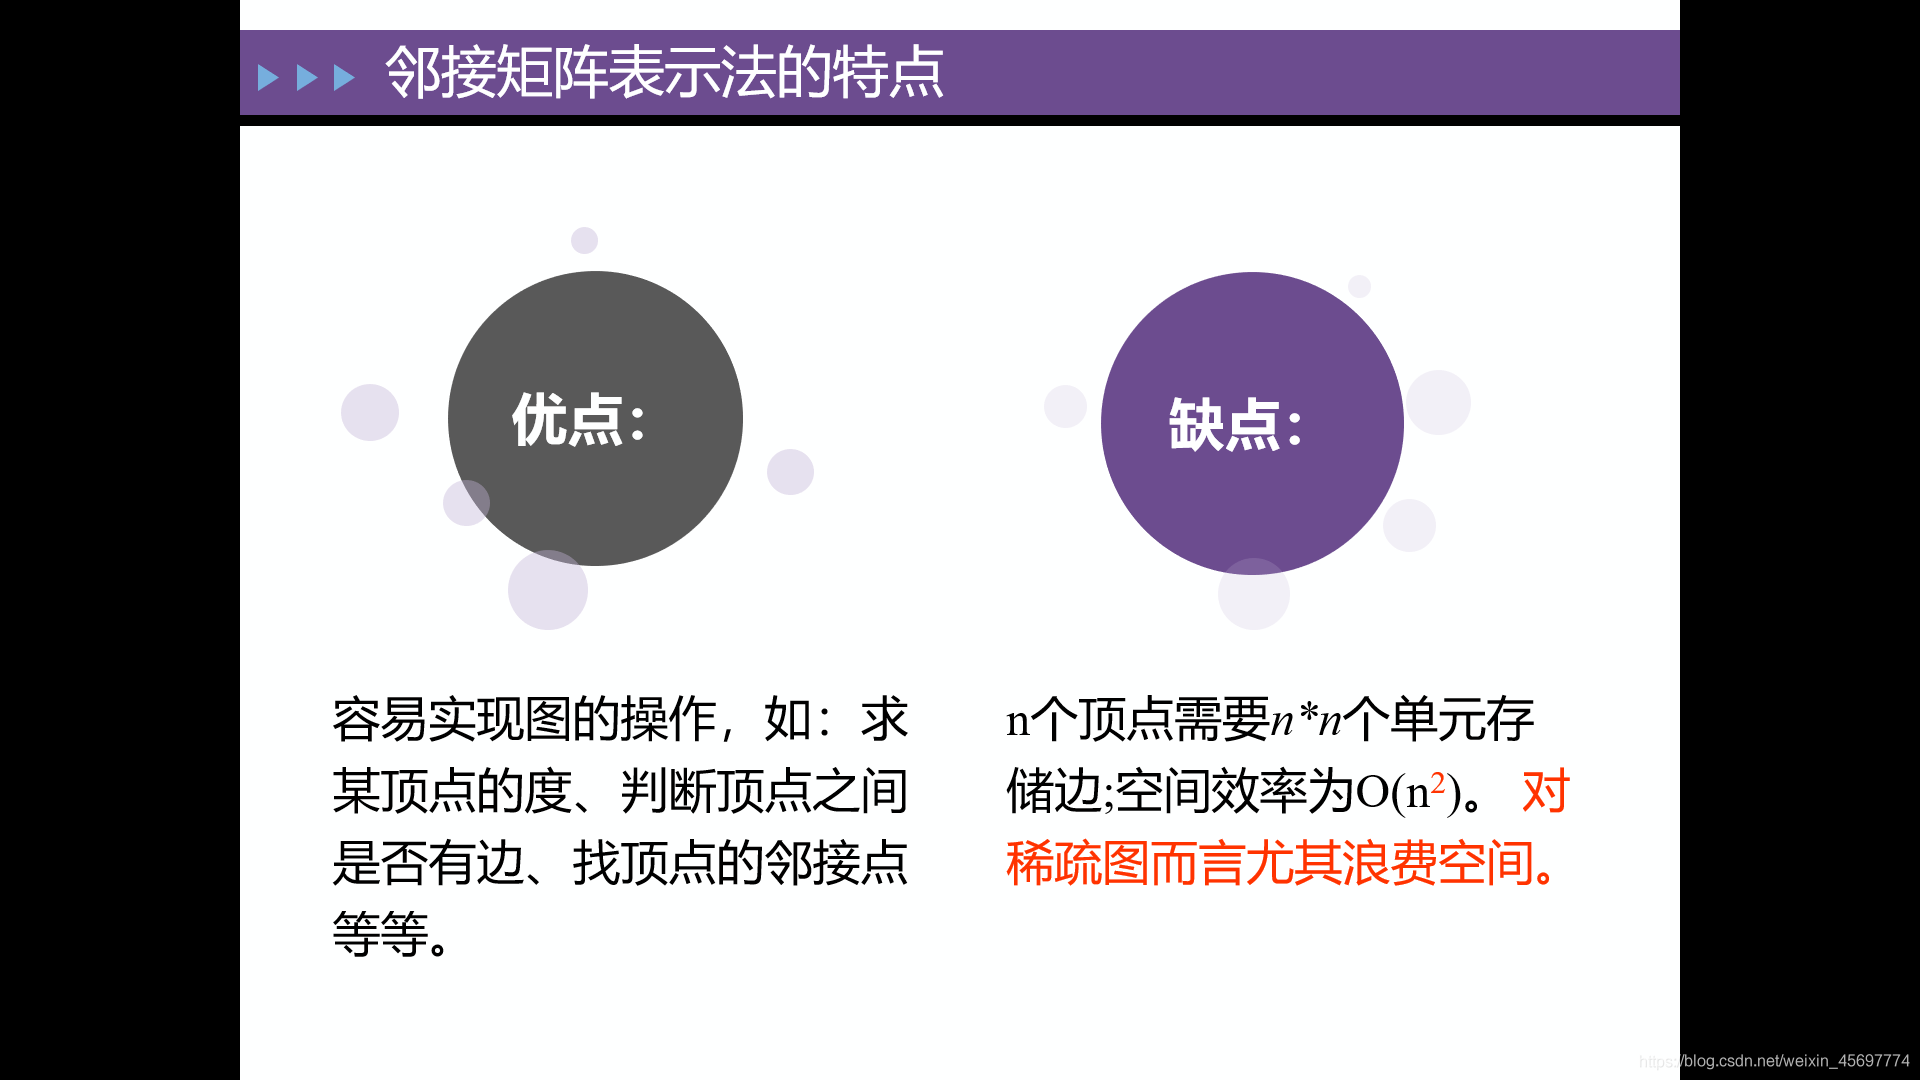 邻接矩阵表示法的特点
优点：
缺点：
容易实现图的操作，如：求
某顶点的度、判断顶点之间
是否有边、找顶点的邻接点
等等。
n个顶点需要n*n个单元存
储边;空间效率为O(n²)。 对
稀疏图而言尤其浪费空间。
https://blog.csdn.net/weixin_45697774